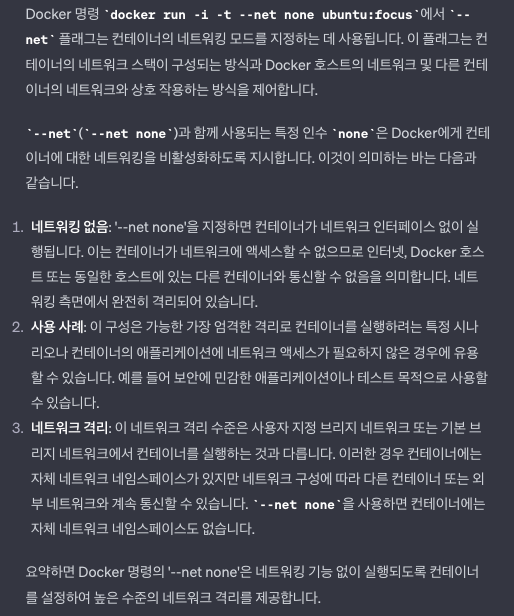 Docker 명령 `docker run -i -t --net none ubuntu:focus`에서 `--
net` 플래그는 컨테이너의 네트워킹 모드를 지정하는 데 사용됩니다. 이 플래그는 컨
테이너의 네트워크 스택이 구성되는 방식과 Docker 호스트의 네트워크 및 다른 컨테
이너의 네트워크와 상호 작용하는 방식을 제어합니다.
`--net`(`--net none`)과 함께 사용되는 특정 인수 `none`은 Docker에게 컨테
이너에 대한 네트워킹을 비활성화하도록 지시합니다. 이것이 의미하는 바는 다음과
같습니다.
1. 네트워킹 없음: '--net none'을 지정하면 컨테이너가 네트워크 인터페이스 없이 실
행됩니다. 이는 컨테이너가 네트워크에 액세스할 수 없으므로 인터넷, Docker 호스
트 또는 동일한 호스트에 있는 다른 컨테이너와 통신할 수 없음을 의미합니다. 네트
워킹 측면에서 완전히 격리되어 있습니다.
2. 사용 사례: 이 구성은 가능한 가장 엄격한 격리로 컨테이너를 실행하려는 특정 시나
리오나 컨테이너의 애플리케이션에 네트워크 액세스가 필요하지 않은 경우에 유용
할 수 있습니다. 예를 들어 보안에 민감한 애플리케이션이나 테스트 목적으로 사용할
수 있습니다.
3. 네트워크 격리: 이 네트워크 격리 수준은 사용자 지정 브리지 네트워크 또는 기본 브
리지 네트워크에서 컨테이너를 실행하는 것과 다릅니다. 이러한 경우 컨테이너에는
자체 네트워크 네임스페이스가 있지만 네트워크 구성에 따라 다른 컨테이너 또는 외
부 네트워크와 계속 통신할 수 있습니다. `--net none`을 사용하면 컨테이너에는
자체 네트워크 네임스페이스도 없습니다.
요약하면 Docker 명령의 '--net none'은 네트워킹 기능 없이 실행되도록 컨테이너
를 설정하여 높은 수준의 네트워크 격리를 제공합니다.